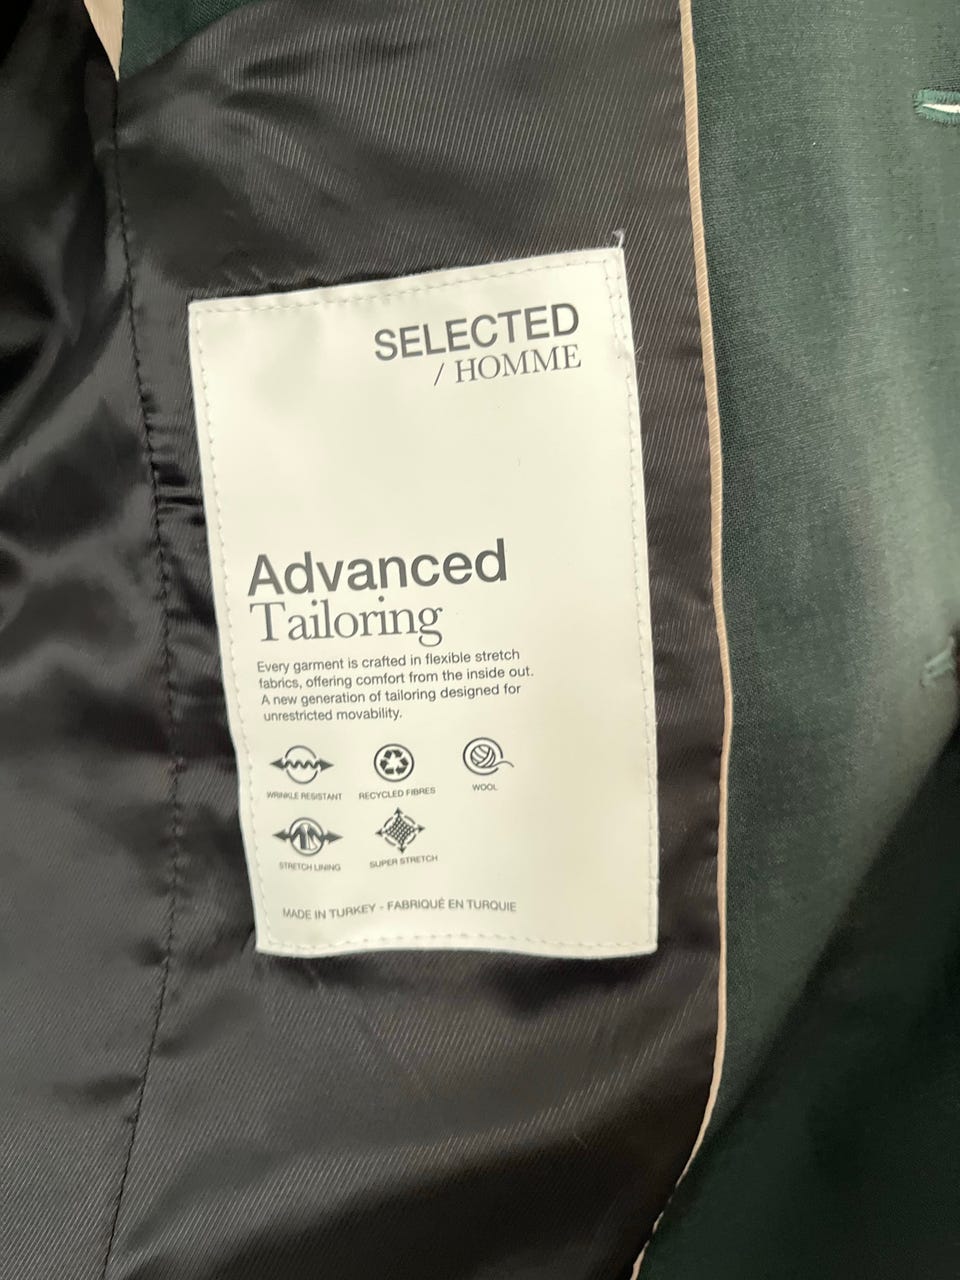 SELECTED
/ HOMME
Advanced
Tailoring
Every garment is crafted in flexible stretch
fabrics, offering comfort from the inside out.
A new generation of tailoring designed for
unrestricted movability.
WRINKLE RESISTANT RECYCLED FIBRES WOOL
STRETCH LINING SUPER STRETCH
MADE IN TURKEY - FABRIQUÉ EN TURQUIE